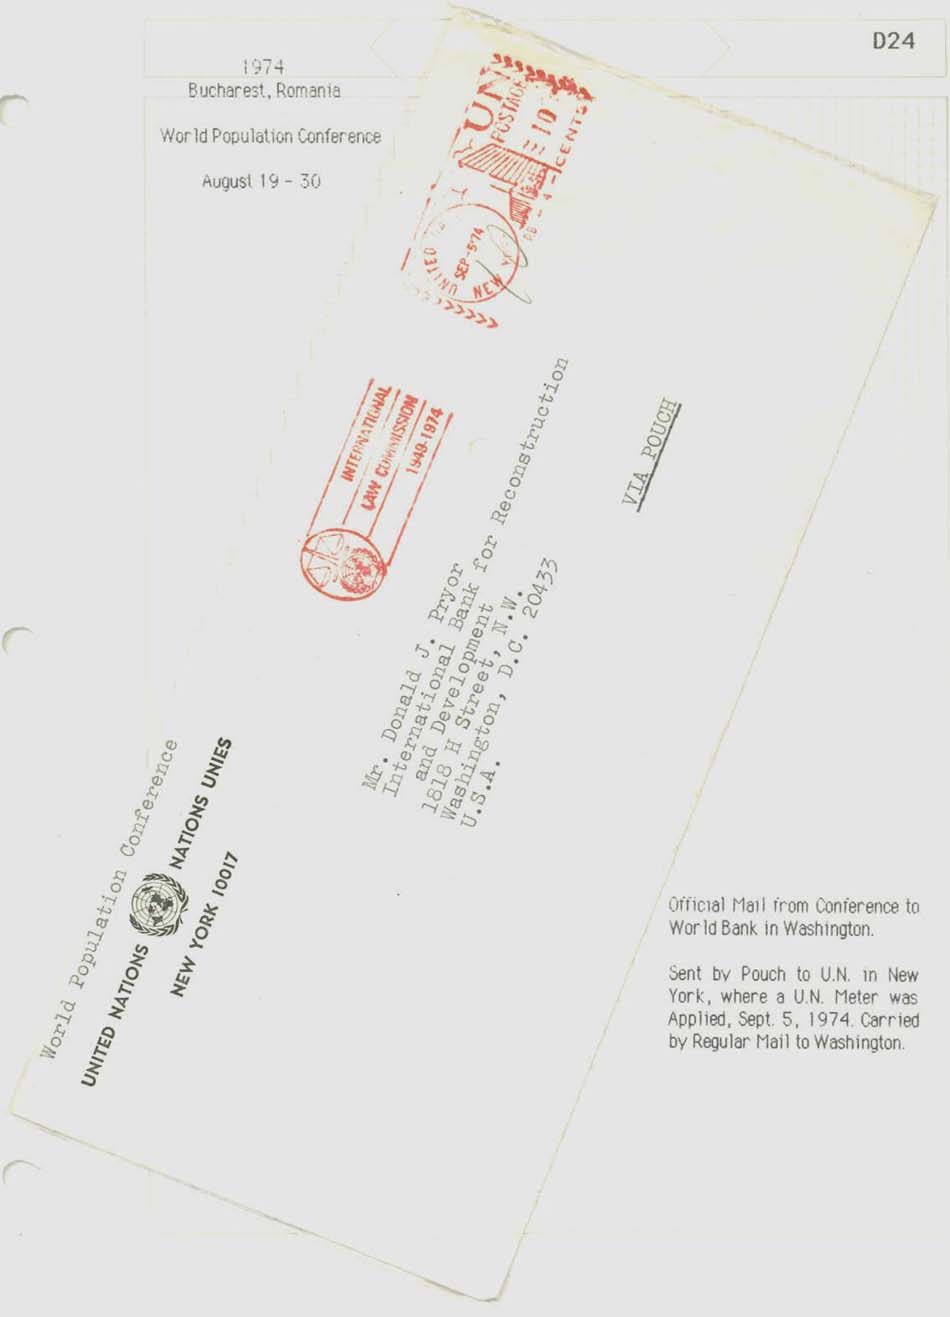 D24
1974
Bucharest, Romania
World Population Conference
August 19 - 30
UN
POSTAGE
10
CENTS
UNITED
SEP-5'74
NEW
INTERNATIONAL
LAW COMMISSION
1949-1974
VIA POUCH
Mr. Donald J. Pryor
International Bank for Reconstruction
and Development
1818 H Street, N.W.
Washington, D.C. 20433
U.S.A.
World Population Conference
UNITED NATIONS NATIONS UNIES
NEW YORK 10017
Official Mail from Conference to
World Bank in Washington.
Sent by Pouch to U.N. in New
York, where a U.N. Meter was
Applied, Sept. 5, 1974. Carried
by Regular Mail to Washington.